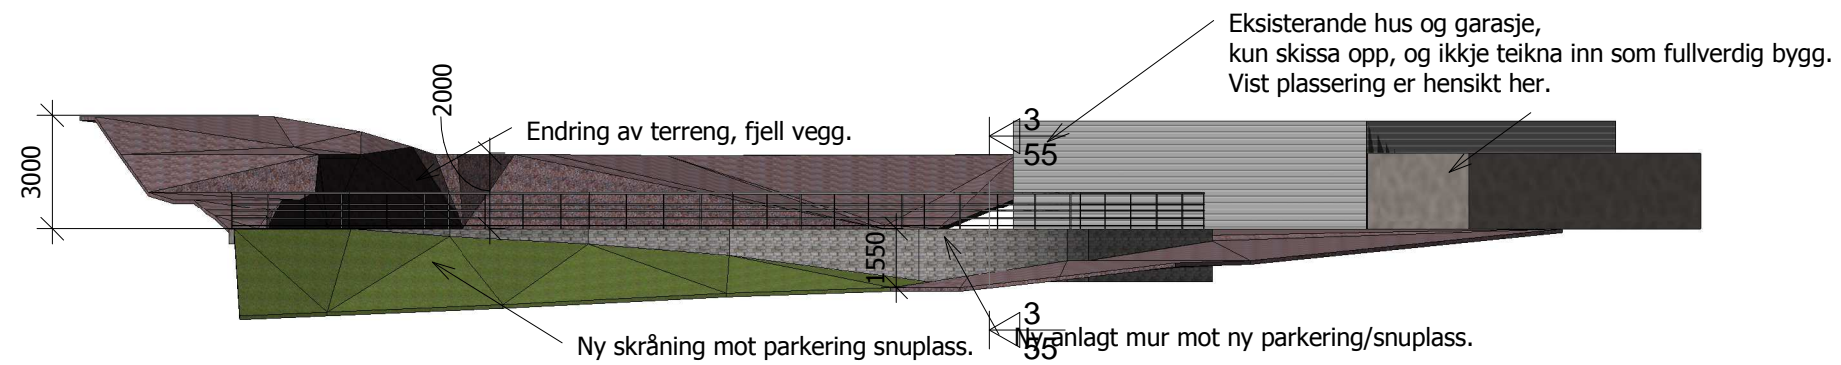 Eksisterande hus og garasje,
kun skissa opp, og ikkje teikna inn som fullverdig bygg.
Vist plassering er hensikt her.
2000
3
55
Endring av terreng, fjell vegg.
3000
1550
3
55
Ny anlagt mur mot ny parkering/snuplass.
Ny skråning mot parkering snuplass.